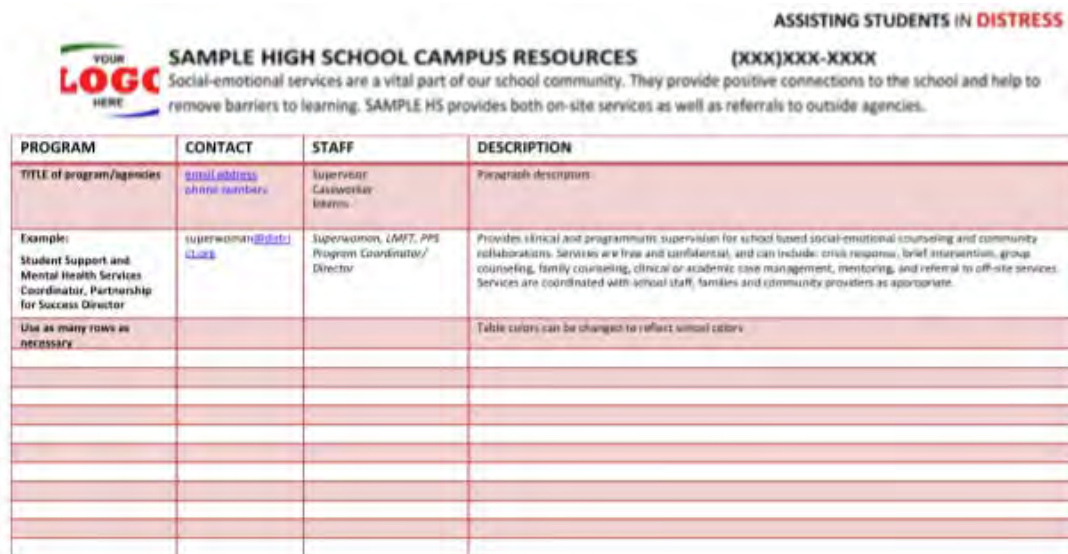 ASSISTING STUDENTS IN DISTRESS
YOUR
LOGO
HERE
SAMPLE HIGH SCHOOL CAMPUS RESOURCES (XXX)XXX-XXXX
Social-emotional services are a vital part of our school community. They provide positive connections to the school and help to
remove barriers to learning. SAMPLE HS provides both on-site services as well as referrals to outside agencies.
PROGRAM CONTACT STAFF DESCRIPTION
TITLE of program/agencies
email address
phone numbers
Supervisor
Caseworker
Interns
Paragraph description
Example:
Student Support and
Mental Health Services
Coordinator, Partnership
for Success Director
superwoman@distri
ct.org
Superwoman, LMFT, PPS
Program Coordinator/
Director
Provides clinical and programmatic supervision for school based social-emotional counseling and community
collaborations. Services are free and confidential, and can include: crisis response, brief intervention, group
counseling, family counseling, clinical or academic case management, mentoring, and referral to off-site services.
Services are coordinated with school staff, families and community providers as appropriate.
Use as many rows as
necessary
Table colors can be changed to reflect school colors